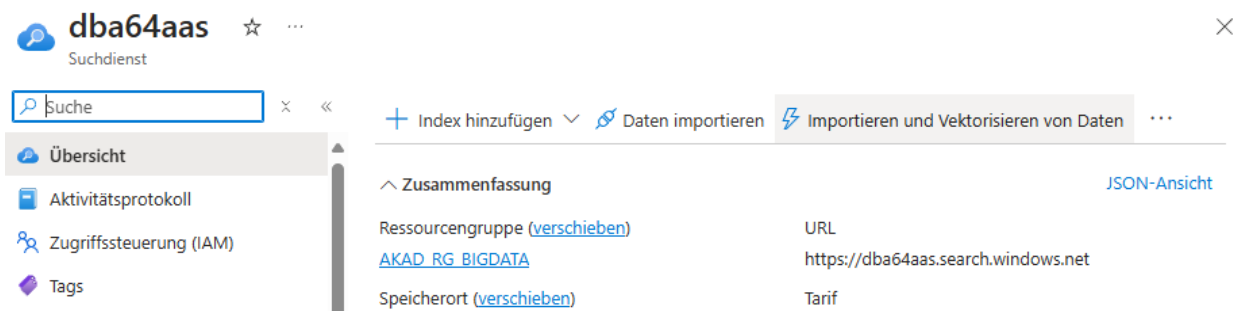 dba64aas
Suchdienst
Suche
Index hinzufügen Daten importieren Importieren und Vektorisieren von Daten
Übersicht
Aktivitätsprotokoll
Zugriffssteuerung (IAM)
Tags
Zusammenfassung JSON-Ansicht
Ressourcengruppe (verschieben)
AKAD_RG_BIGDATA
Speicherort (verschieben)
URL
https://dba64aas.search.windows.net
Tarif